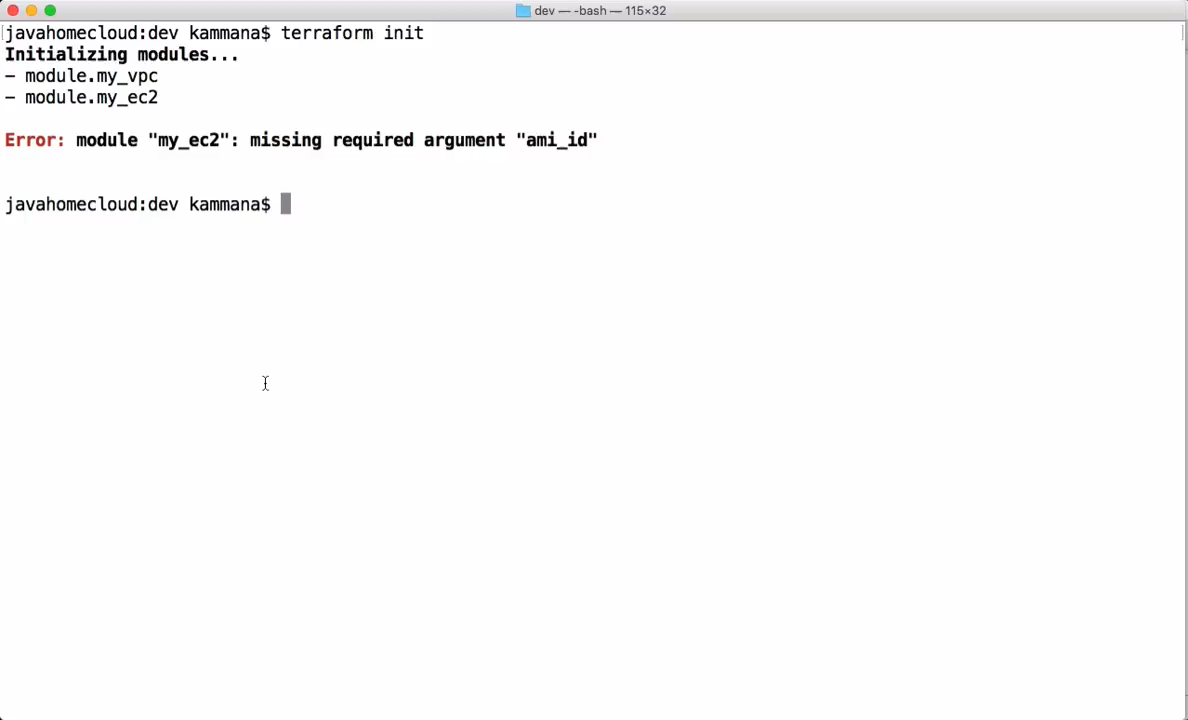 dev — -bash — 115×32
[javahomecloud:dev kammana$ terraform init ]
Initializing modules...
- module.my_vpc
- module.my_ec2
Error: module "my_ec2": missing required argument "ami_id"
javahomecloud:dev kammana$